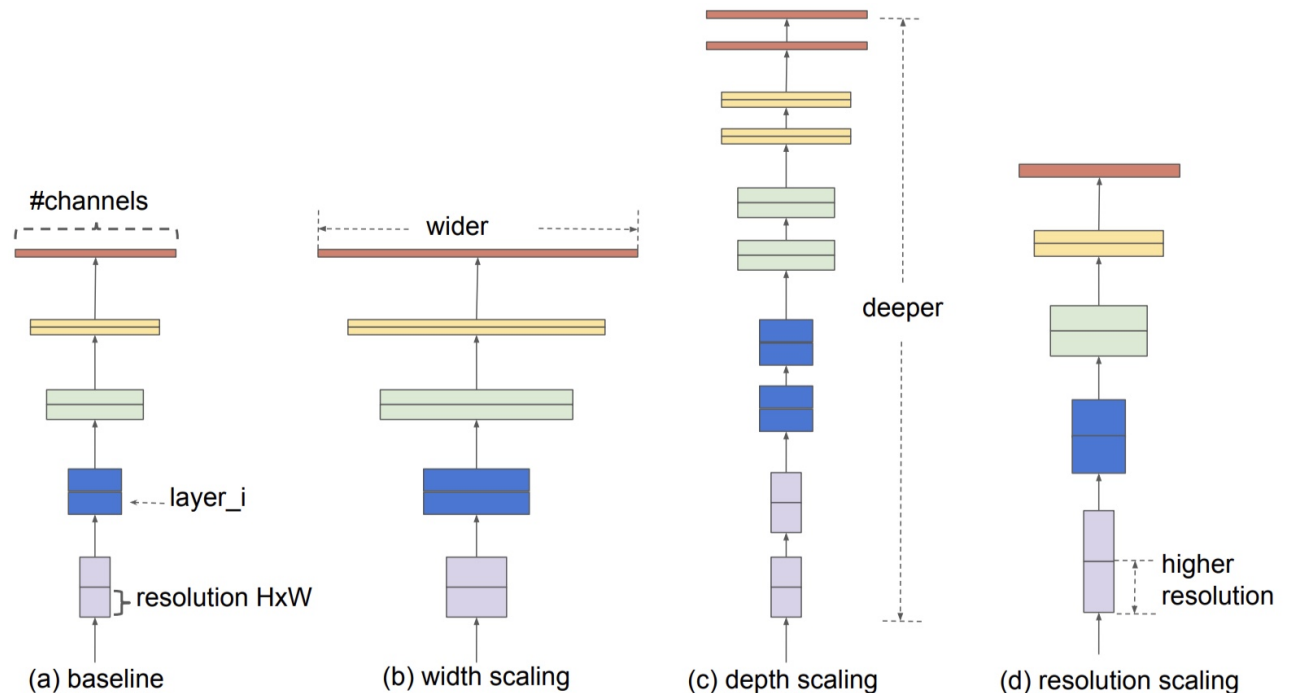 #channels
wider
deeper
layer_i
resolution HxW
higher
resolution
(a) baseline
(b) width scaling
(c) depth scaling
(d) resolution scaling